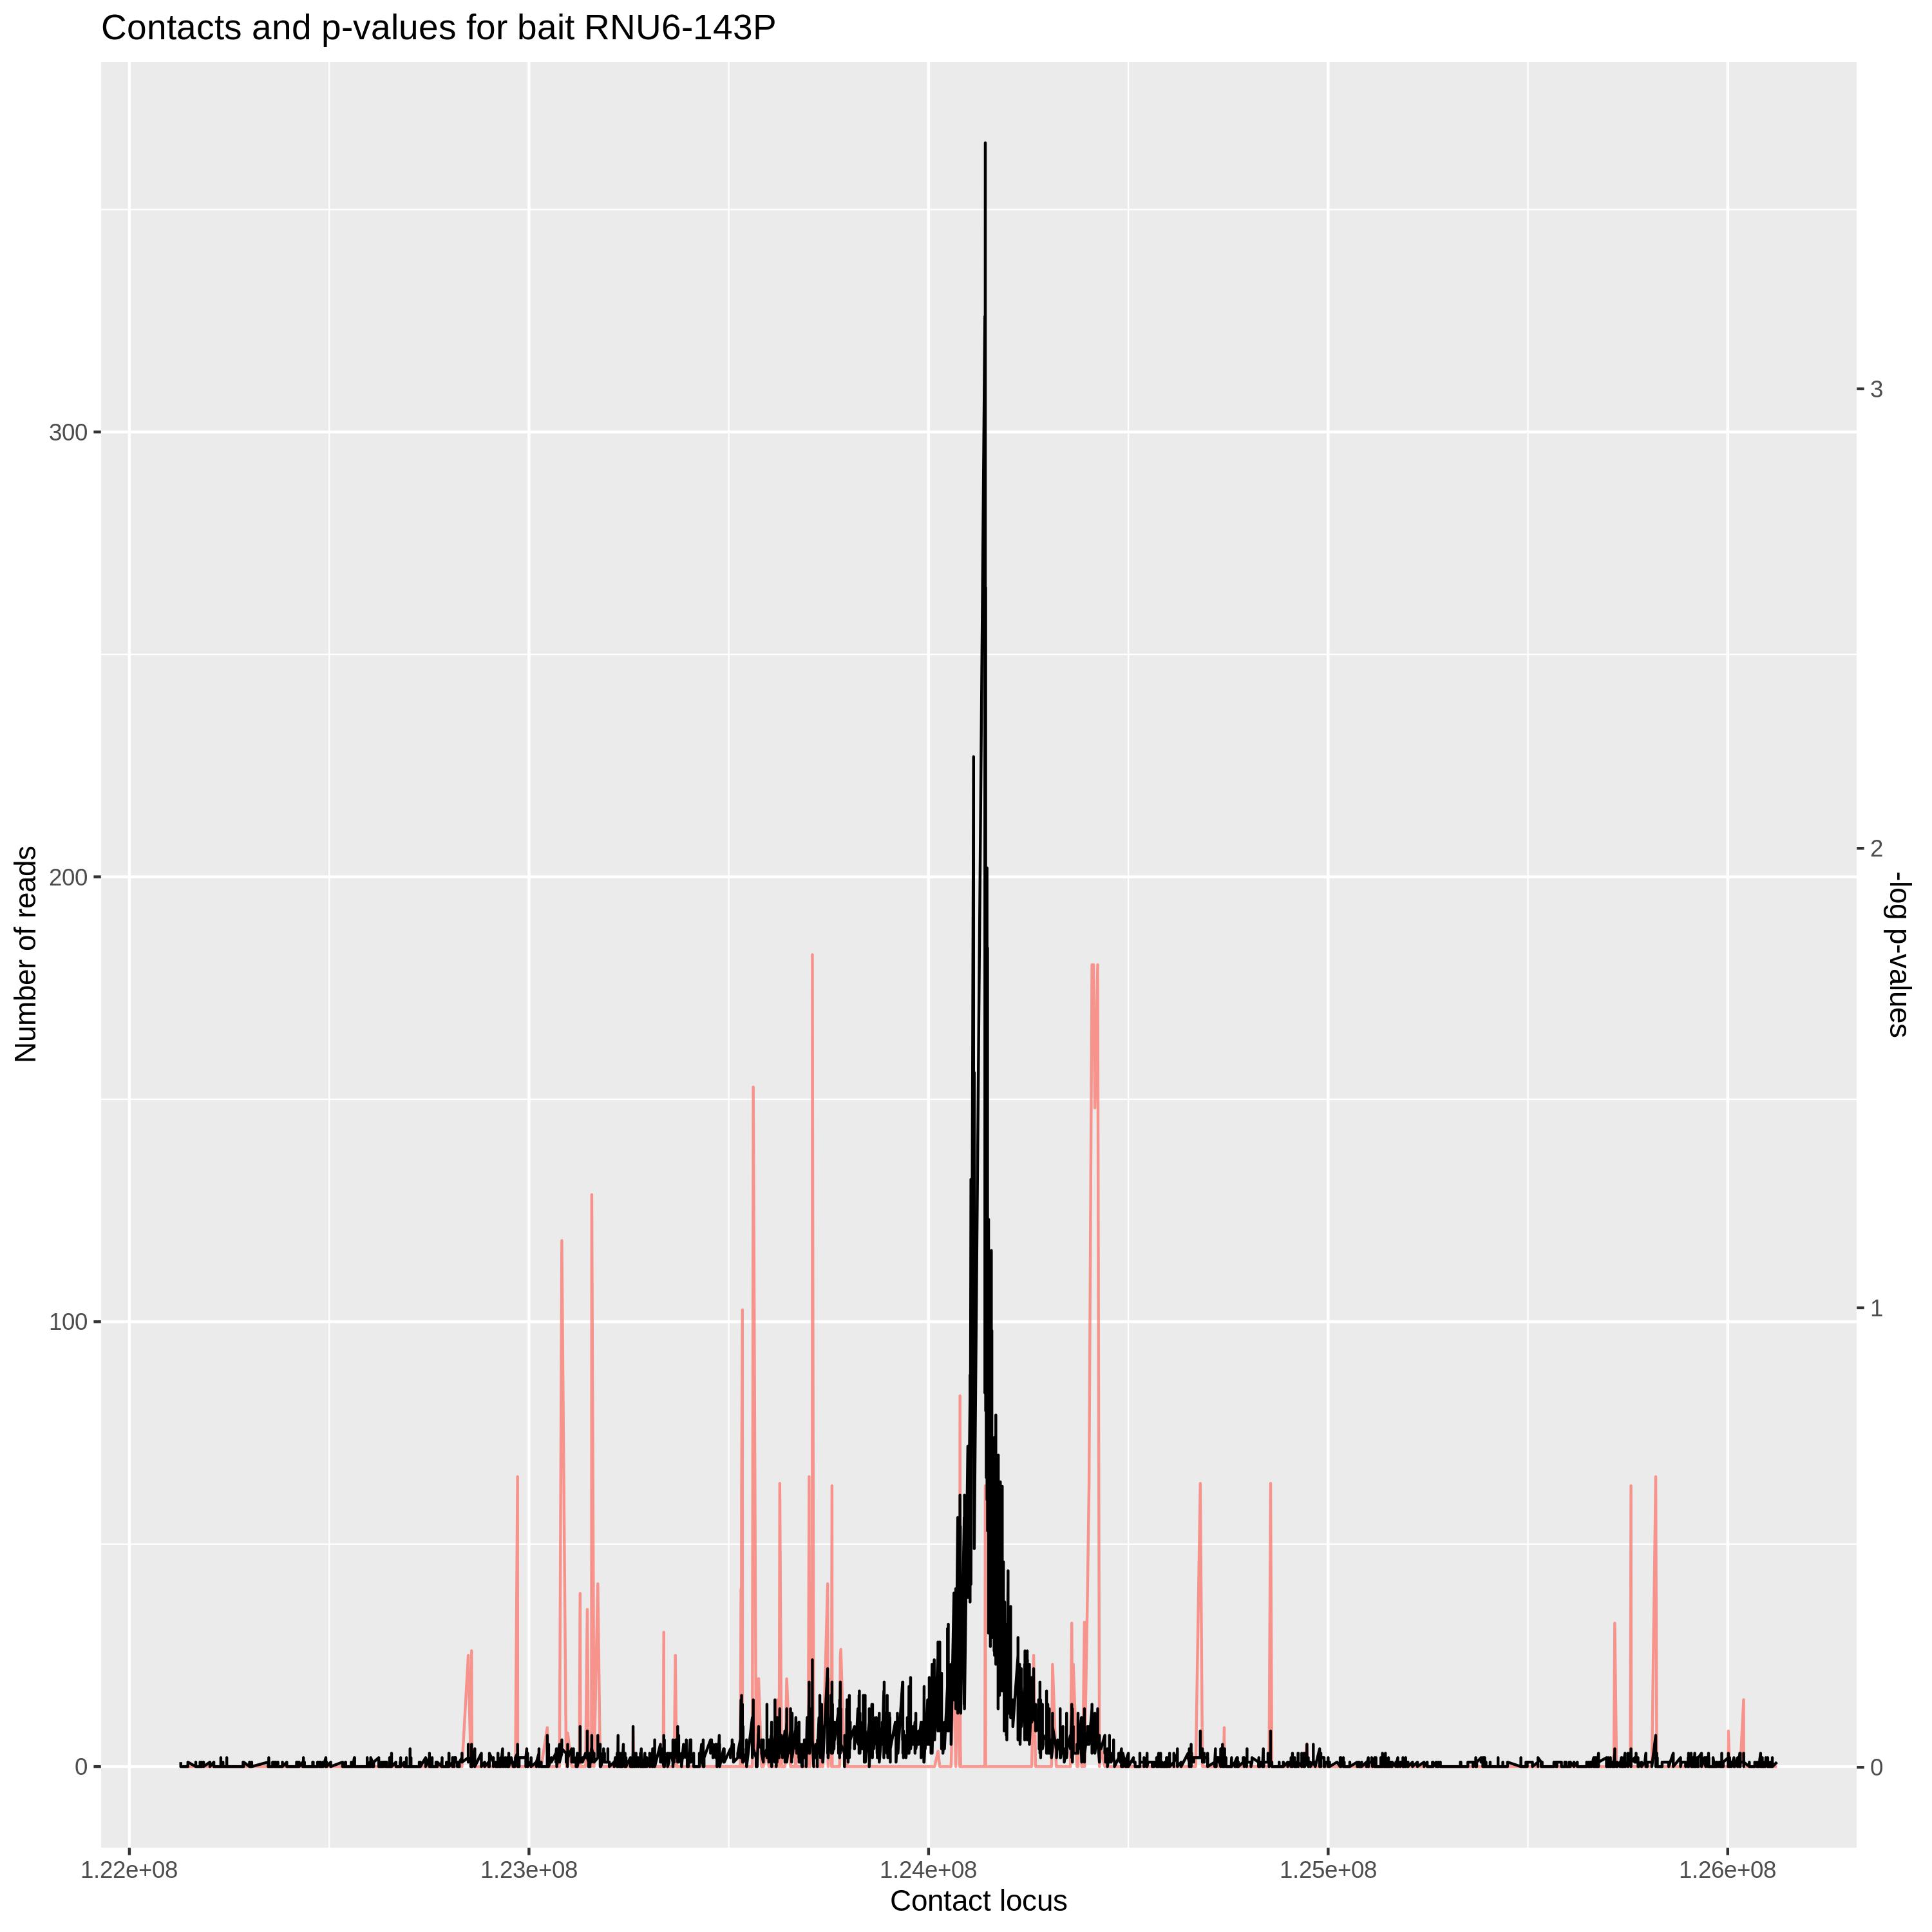 Contacts and p-values for bait RNU6-143P
Number of reads
300
200
100
0
-log p-values
3
2
1
0
1.22e+08
1.23e+08
1.24e+08
1.25e+08
1.26e+08
Contact locus